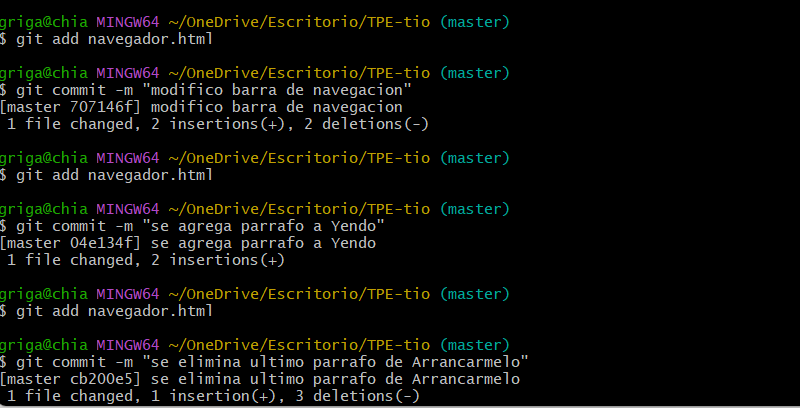 griga@chia MINGW64 ~/OneDrive/Escritorio/TPE-tio (master)
$ git add navegador.html
griga@chia MINGW64 ~/OneDrive/Escritorio/TPE-tio (master)
$ git commit -m "modifico barra de navegacion"
[master 707146f] modifico barra de navegacion
 1 file changed, 2 insertions(+), 2 deletions(-)
griga@chia MINGW64 ~/OneDrive/Escritorio/TPE-tio (master)
$ git add navegador.html
griga@chia MINGW64 ~/OneDrive/Escritorio/TPE-tio (master)
$ git commit -m "se agrega parrafo a Yendo"
[master 04e134f] se agrega parrafo a Yendo
 1 file changed, 2 insertions(+)
griga@chia MINGW64 ~/OneDrive/Escritorio/TPE-tio (master)
$ git add navegador.html
griga@chia MINGW64 ~/OneDrive/Escritorio/TPE-tio (master)
$ git commit -m "se elimina ultimo parrafo de Arrancarmelo"
[master cb200e5] se elimina ultimo parrafo de Arrancarmelo
 1 file changed, 1 insertion(+), 3 deletions(-)